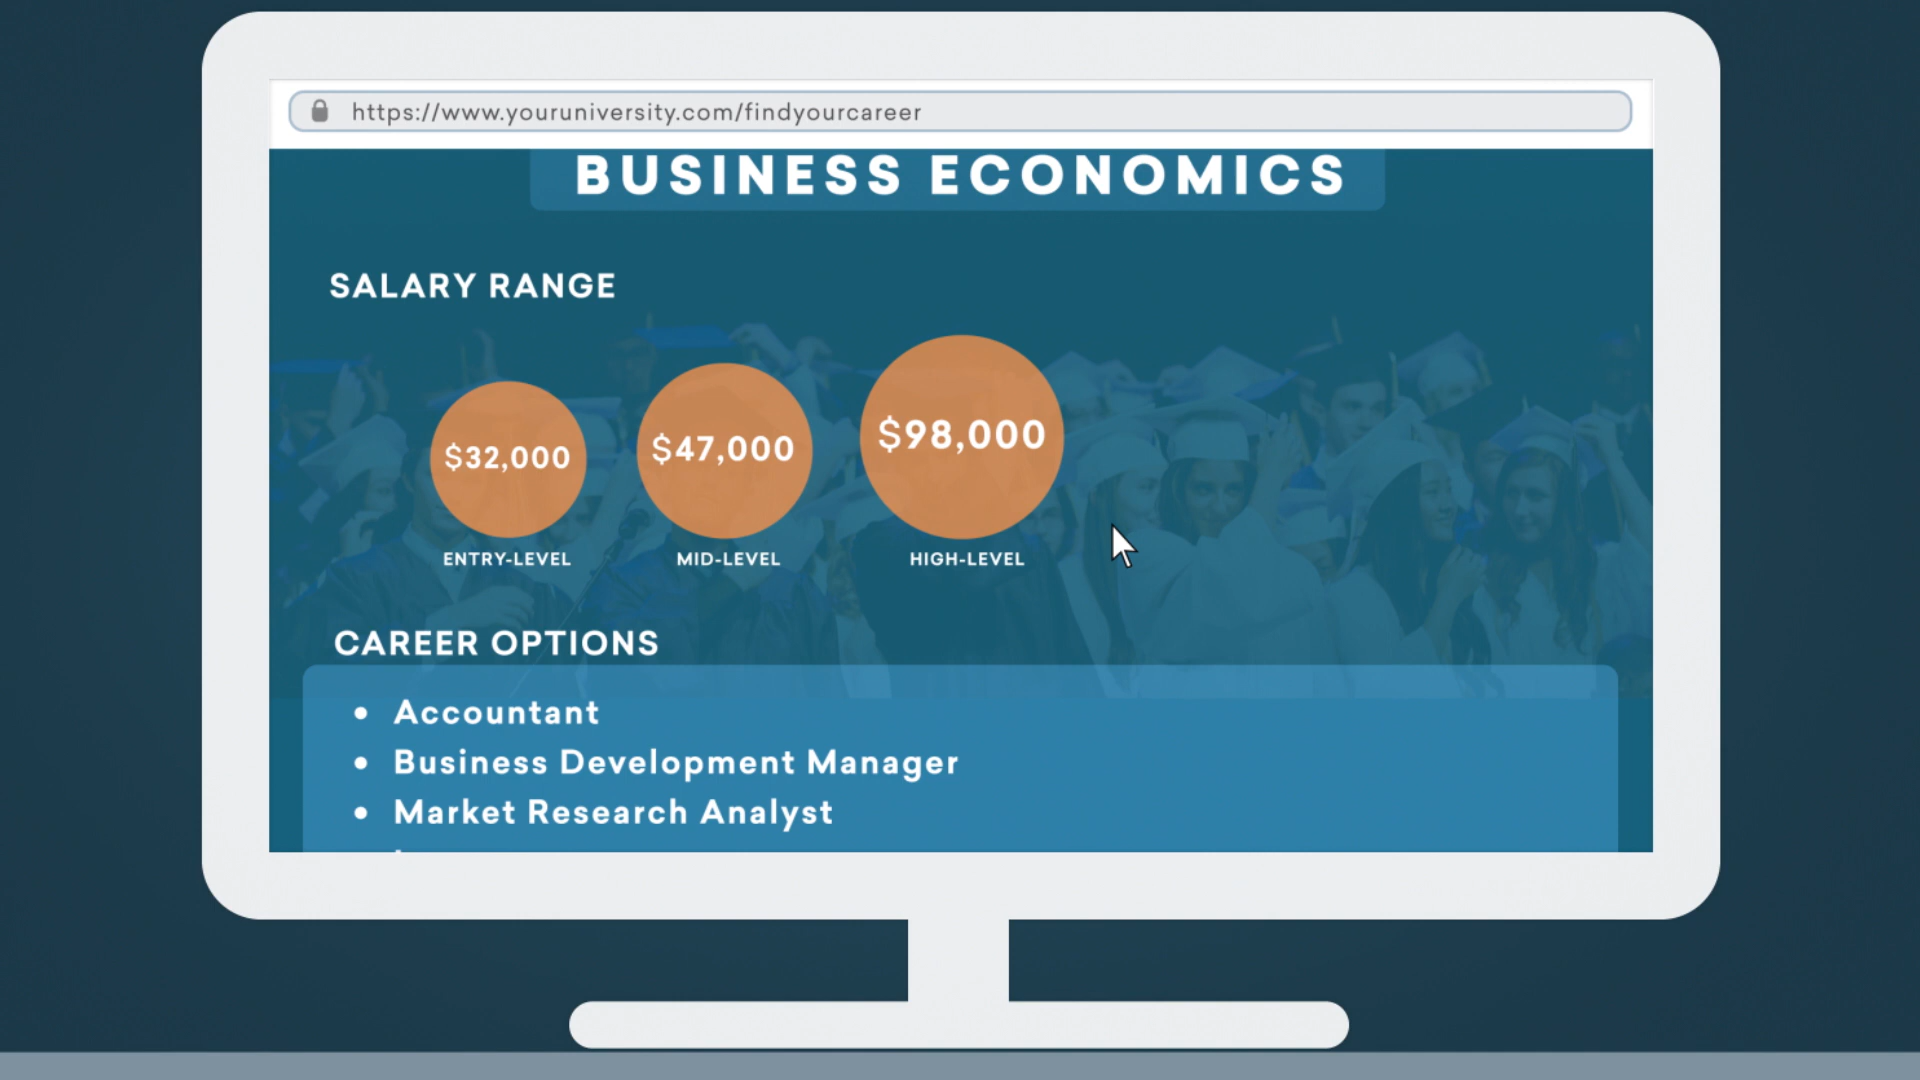 https://www.youruniversity.com/findyourcareer
BUSINESS ECONOMICS
SALARY RANGE
$32,000
$47,000
$98,000
ENTRY-LEVEL
MID-LEVEL
HIGH-LEVEL
CAREER OPTIONS
• Accountant
• Business Development Manager
• Market Research Analyst